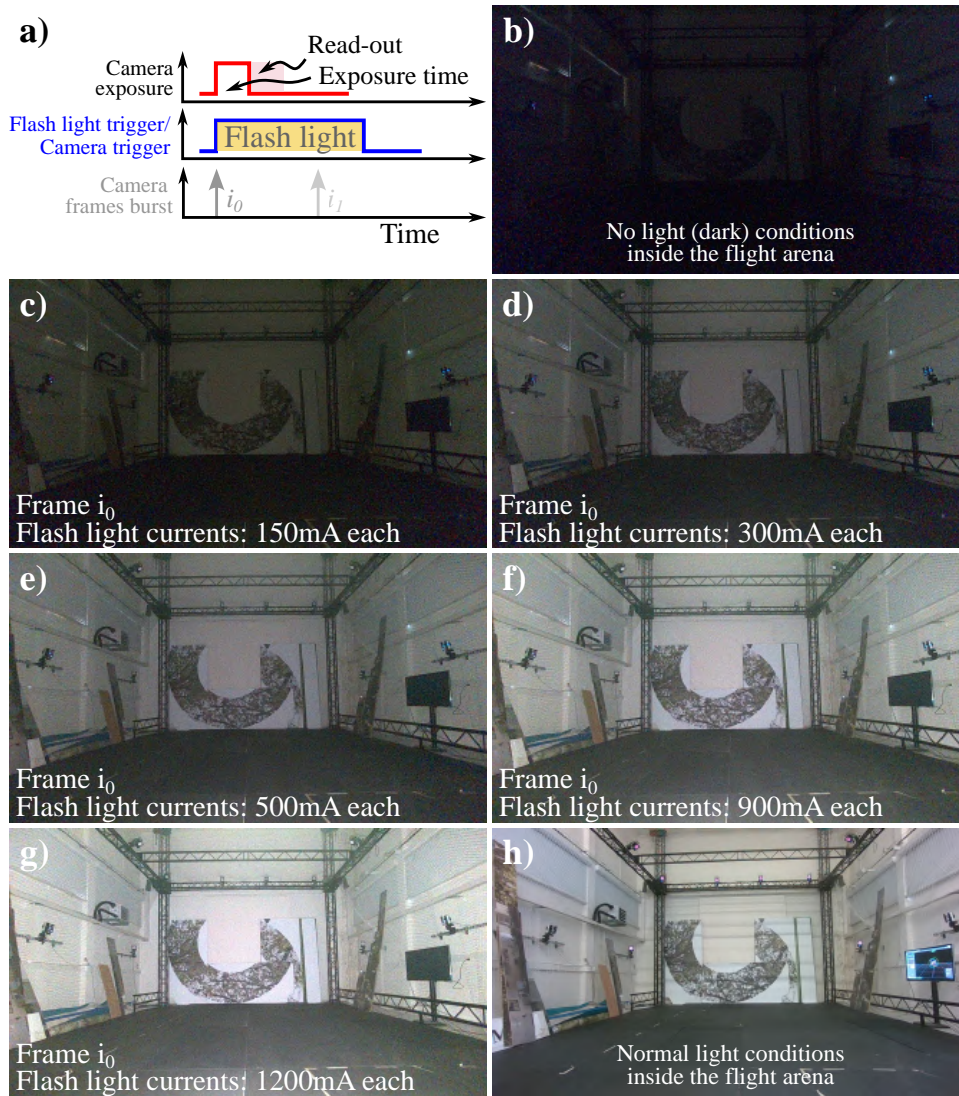 a)
Read-out
Camera
exposure
Exposure time
Flash light trigger/
Camera trigger
Flash light
Camera
frames burst
i0
i1
Time
b)
No light (dark) conditions
inside the flight arena
c)
Frame i0
Flash light currents: 150mA each
d)
Frame i0
Flash light currents: 300mA each
e)
Frame i0
Flash light currents: 500mA each
f)
Frame i0
Flash light currents: 900mA each
g)
Frame i0
Flash light currents: 1200mA each
h)
Normal light conditions
inside the flight arena